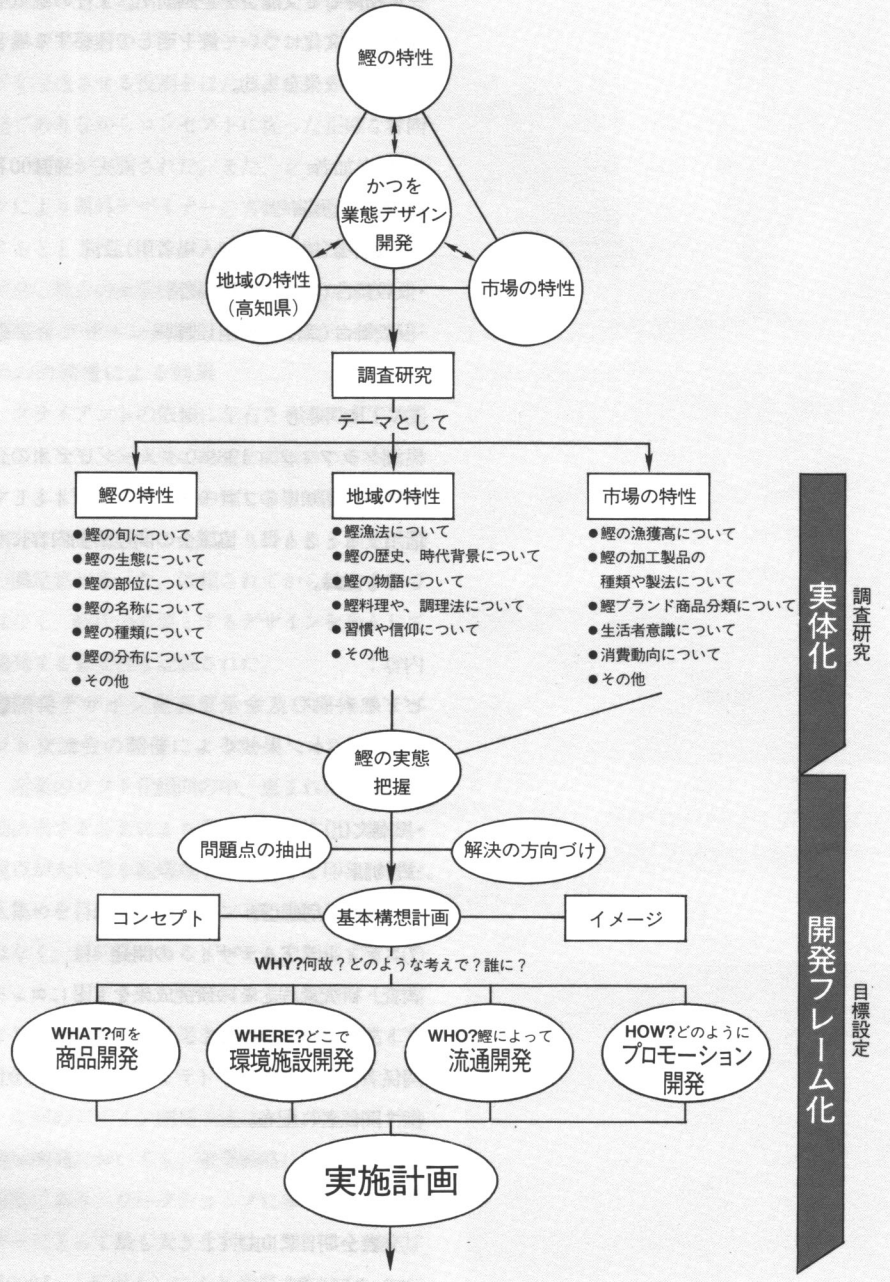 鰹の特性
かつを
業態デザイン
開発
地域の特性
(高知県)
市場の特性
調査研究
テーマとして
鰹の特性
●鰹の旬について
●鰹の生態について
●鰹の部位について
●鰹の名称について
●鰹の種類について
●鰹の分布について
●その他
地域の特性
●鰹漁法について
●鰹の歴史、時代背景について
●鰹の物語について
●鰹料理や、調理法について
●習慣や信仰について
●その他
市場の特性
●鰹の漁獲高について
●鰹の加工製品の
種類や製法について
●鰹ブランド商品分類について
●生活者意識について
●消費動向について
●その他
実体化
調査研究
鰹の実態
把握
問題点の抽出
解決の方向づけ
コンセプト
基本構想計画
イメージ
WHY?何故?どのような考えで?誰に?
WHAT?何を
商品開発
WHERE?どこで
環境施設開発
WHO?鰹によって
流通開発
HOW?どのように
プロモーション
開発
開発フレーム化
目標設定
実施計画